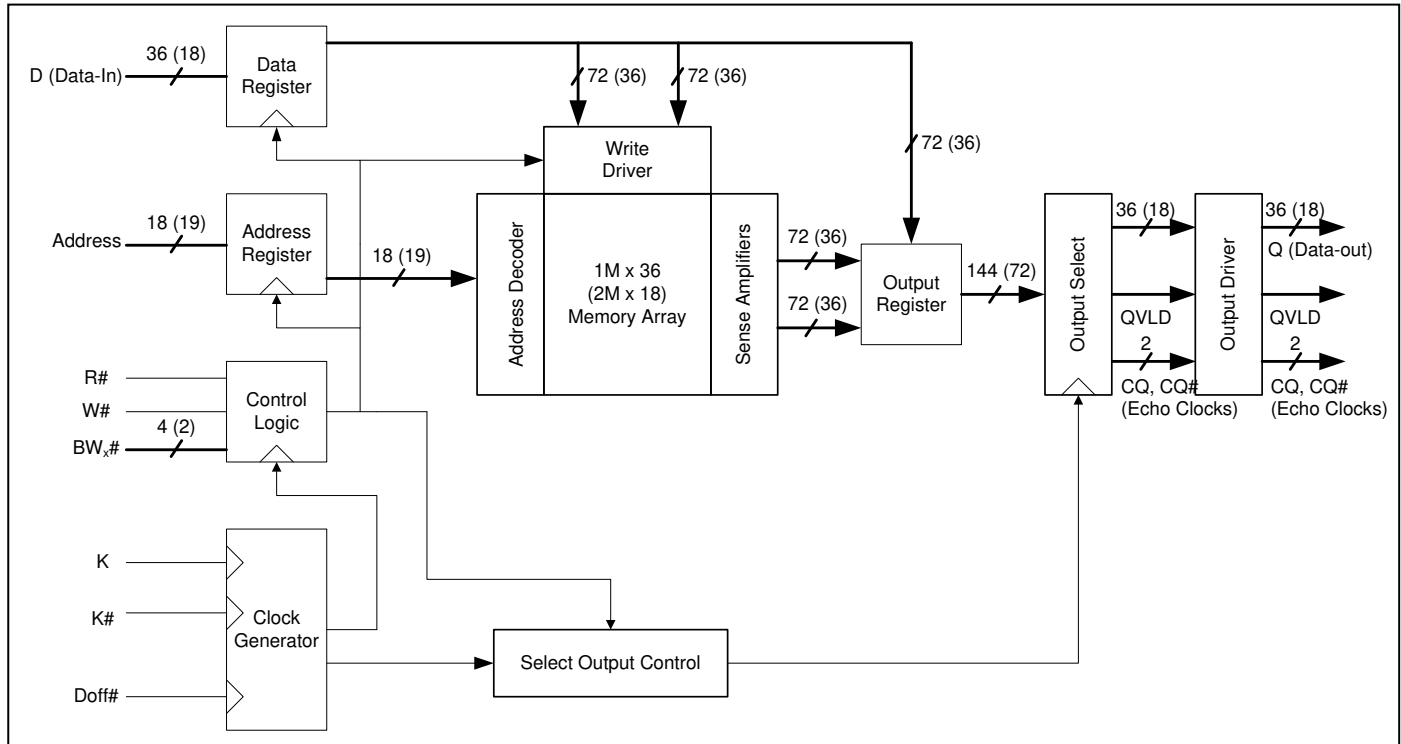 36 (18)
D (Data-In)
Data
Register
72 (36)
72 (36)
72 (36)
Write
Driver
18 (19)
Address
Address
Register
18 (19)
Address Decoder
1M x 36
(2M x 18)
Memory Array
Sense Amplifiers
72 (36)
72 (36)
Output
Register
144 (72)
Output Select
36 (18)
QVLD
2
CQ, CQ#
(Echo Clocks)
Output Driver
36 (18)
Q (Data-out)
QVLD
2
CQ, CQ#
(Echo Clocks)
R#
W#
4 (2)
BWx#
Control
Logic
K
K#
Doff#
Clock
Generator
Select Output Control